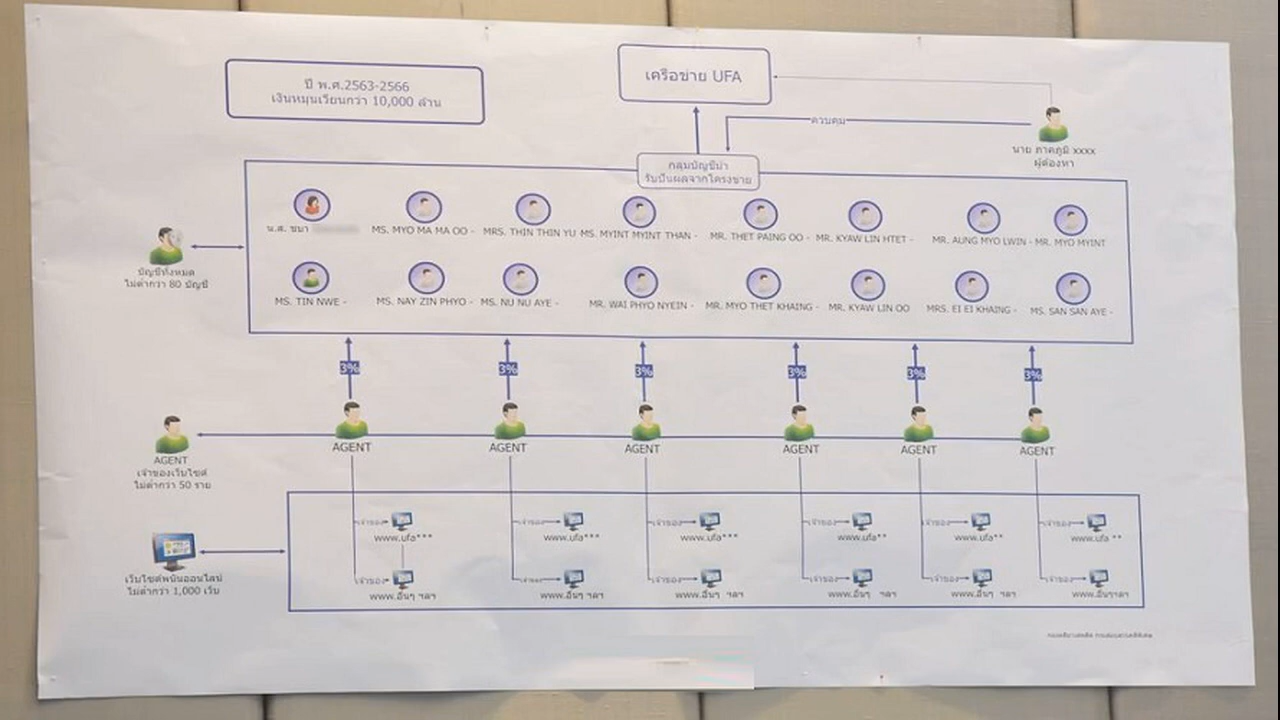 ปี พ.ศ.2563-2566
เงินหมุนเวียนกว่า 10,000 ล้าน
เครือข่าย UFA
ควบคุม
นาย ภาคภูมิ xxxx
ผู้ต้องหา
กลุ่มบัญชีม้า
รับปันผลจากโครงข่าย
น.ส. ชบา
MS. MYO MA MA OO -
MRS. THIN THIN YU
MS. MYINT MYINT THAN -
MR. THET PAING OO -
MR. KYAW LIN HTET -
MR. AUNG MYO LWIN -
MR. MYO MYINT
บัญชีทั้งหมด
ไม่ต่ำกว่า 80 บัญชี
MS. TIN NWE -
MS. NAY ZIN PHYO -
MS. NU NU AYE -
MR. WAI PHYO NYEIN -
MR. MYO THET KHAING -
MR. KYAW LIN OO
MRS. EI EI KHAING -
MS. SAN SAN AYE -
3%
3%
3%
3%
3%
3%
AGENT
เจ้าของเว็บไซต์
ไม่ต่ำกว่า 50 ราย
AGENT
AGENT
AGENT
AGENT
AGENT
AGENT
เจ้าของ
www.ufa***
เจ้าของ
www.ufa***
เจ้าของ
www.ufa***
เจ้าของ
www.ufa**
เจ้าของ
www.ufa**
เจ้าของ
www.ufa **
เว็บไซต์พนันออนไลน์
ไม่ต่ำกว่า 1,000 เว็บ
เจ้าของ
www.อื่นๆ ฯลฯ
เจ้าของ
www.อื่นๆ ฯลฯ
เจ้าของ
www.อื่นๆ ฯลฯ
เจ้าของ
www.อื่นๆ ฯลฯ
เจ้าของ
www.อื่นๆ ฯลฯ
เจ้าของ
www.อื่นๆฯลฯ